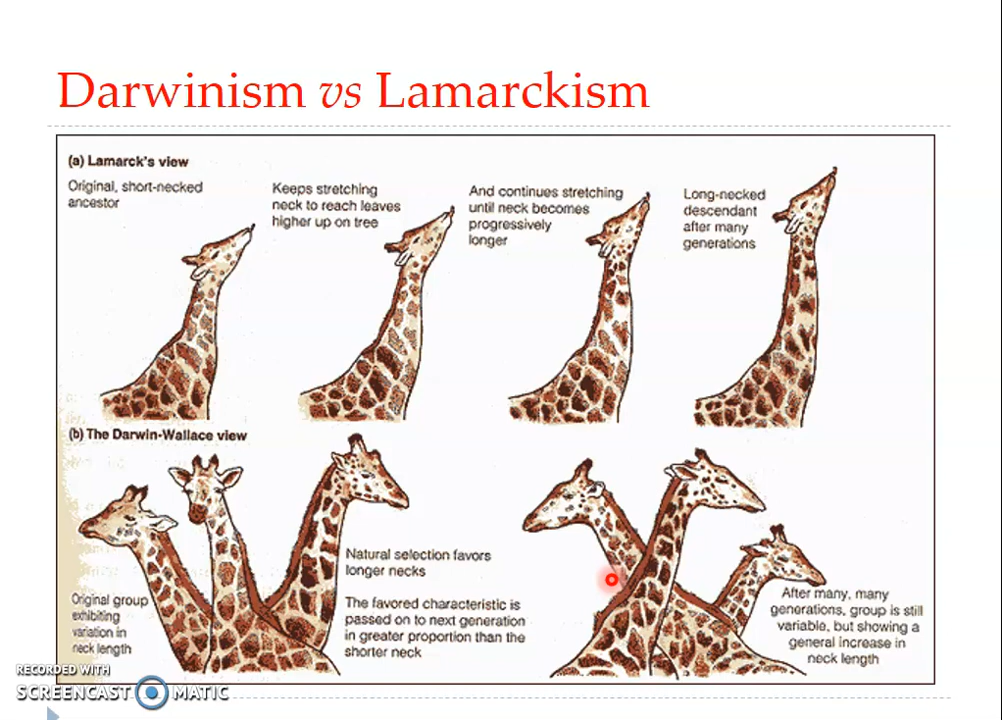 Darwinism vs Lamarckism
(a) Lamarck's view
Original, short-necked
ancestor
Keeps stretching
neck to reach leaves
higher up on tree
And continues stretching
until neck becomes
progressively
longer
Long-necked
descendant
after many
generations
(b) The Darwin-Wallace view
Original group
exhibiting
variation in
neck length
Natural selection favors
longer necks
The favored characteristic is
passed on to next generation
in greater proportion than the
shorter neck
After many, many
generations, group is still
variable, but showing a
general increase in
neck length
RECORDED WITH
SCREENCAST MATIC